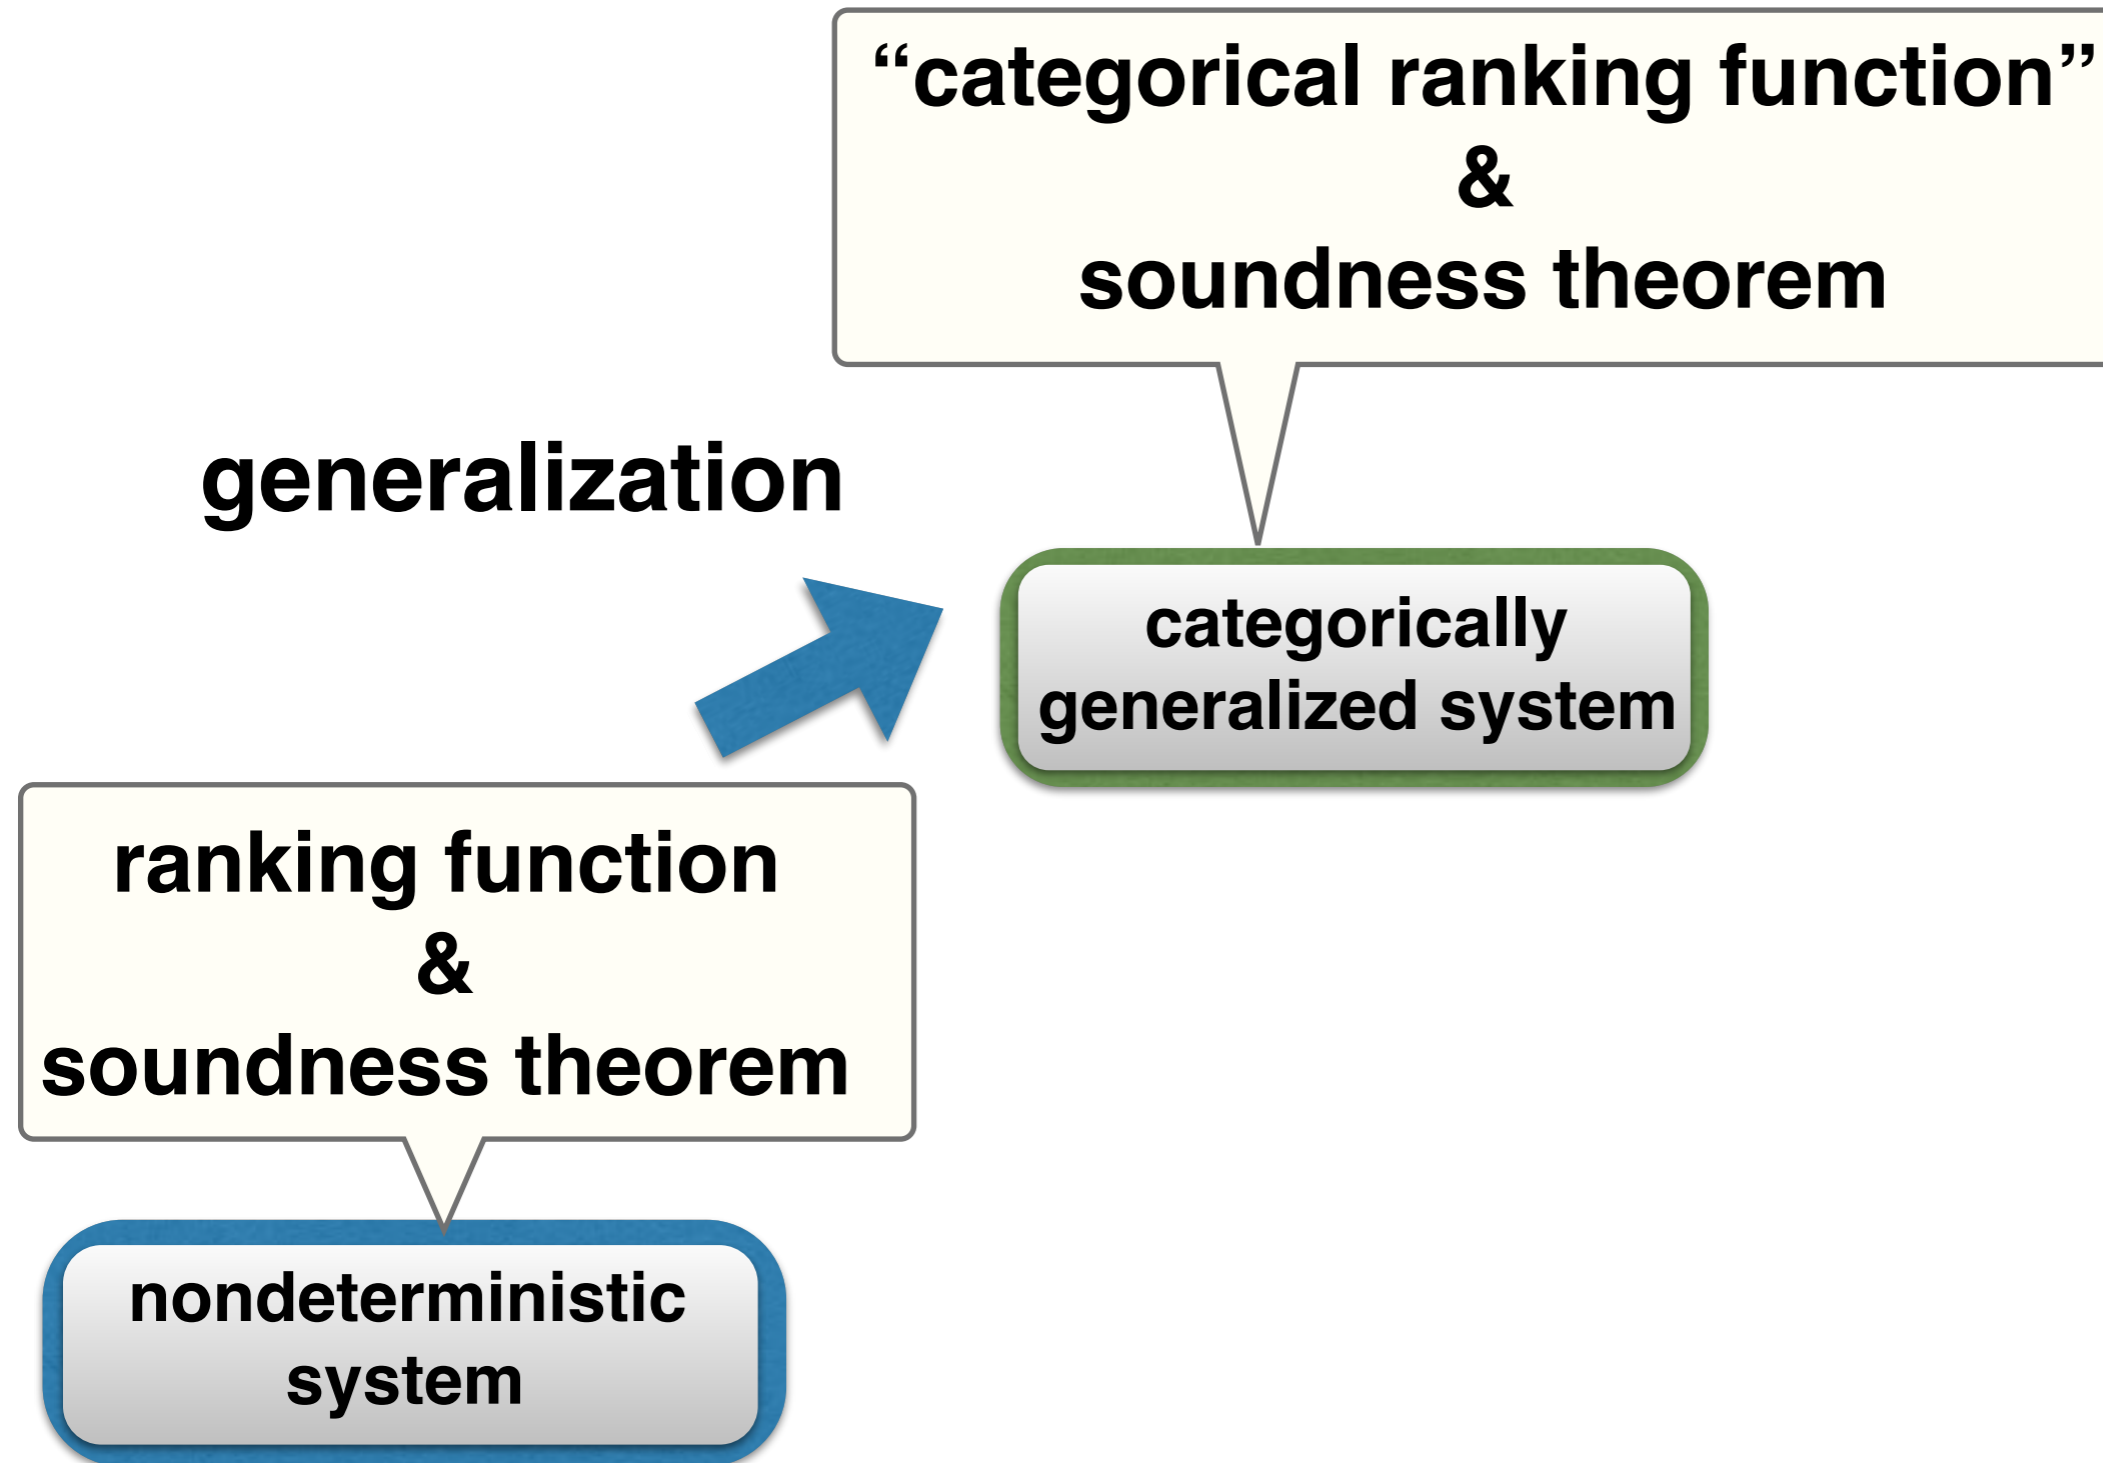 “categorical ranking function”
&
soundness theorem
generalization
categorically
generalized system
ranking function
&
soundness theorem
nondeterministic
system